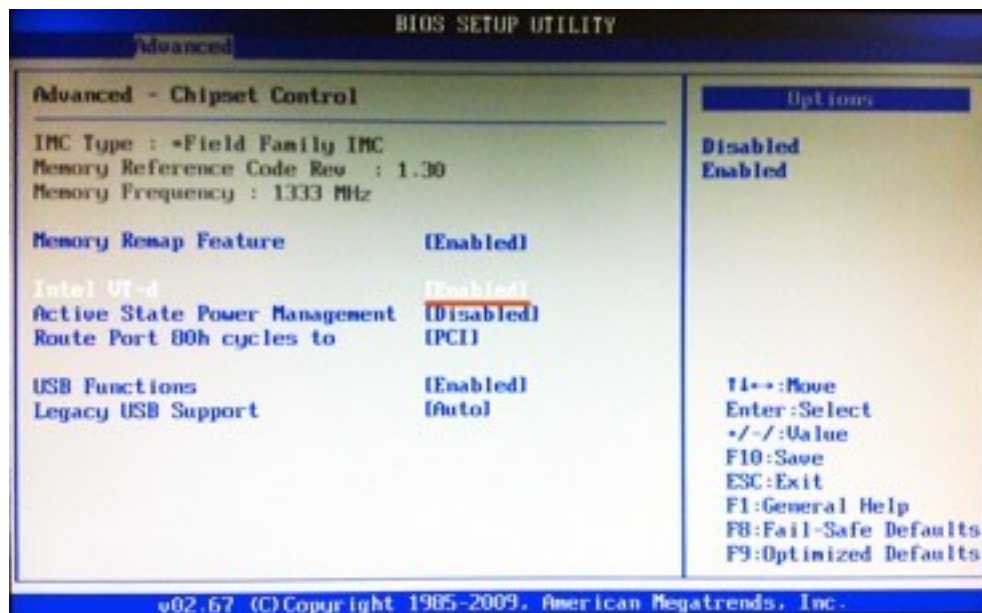 BIOS SETUP UTILITY
Advanced
Advanced - Chipset Control
IMC Type : *Field Family IMC
Memory Reference Code Rev : 1.30
Memory Frequency : 1333 MHz
Memory Remap Feature [Enabled]
Intel VT-d [Enabled]
Active State Power Management [Disabled]
Route Port 80h cycles to [PCI]
USB Functions [Enabled]
Legacy USB Support [Auto]
Options
Disabled
Enabled
↑↓←→:Move
Enter:Select
+/-/:Value
F10:Save
ESC:Exit
F1:General Help
F8:Fail-Safe Defaults
F9:Optimized Defaults
v02.67 (C)Copyright 1985-2009, American Megatrends, Inc.